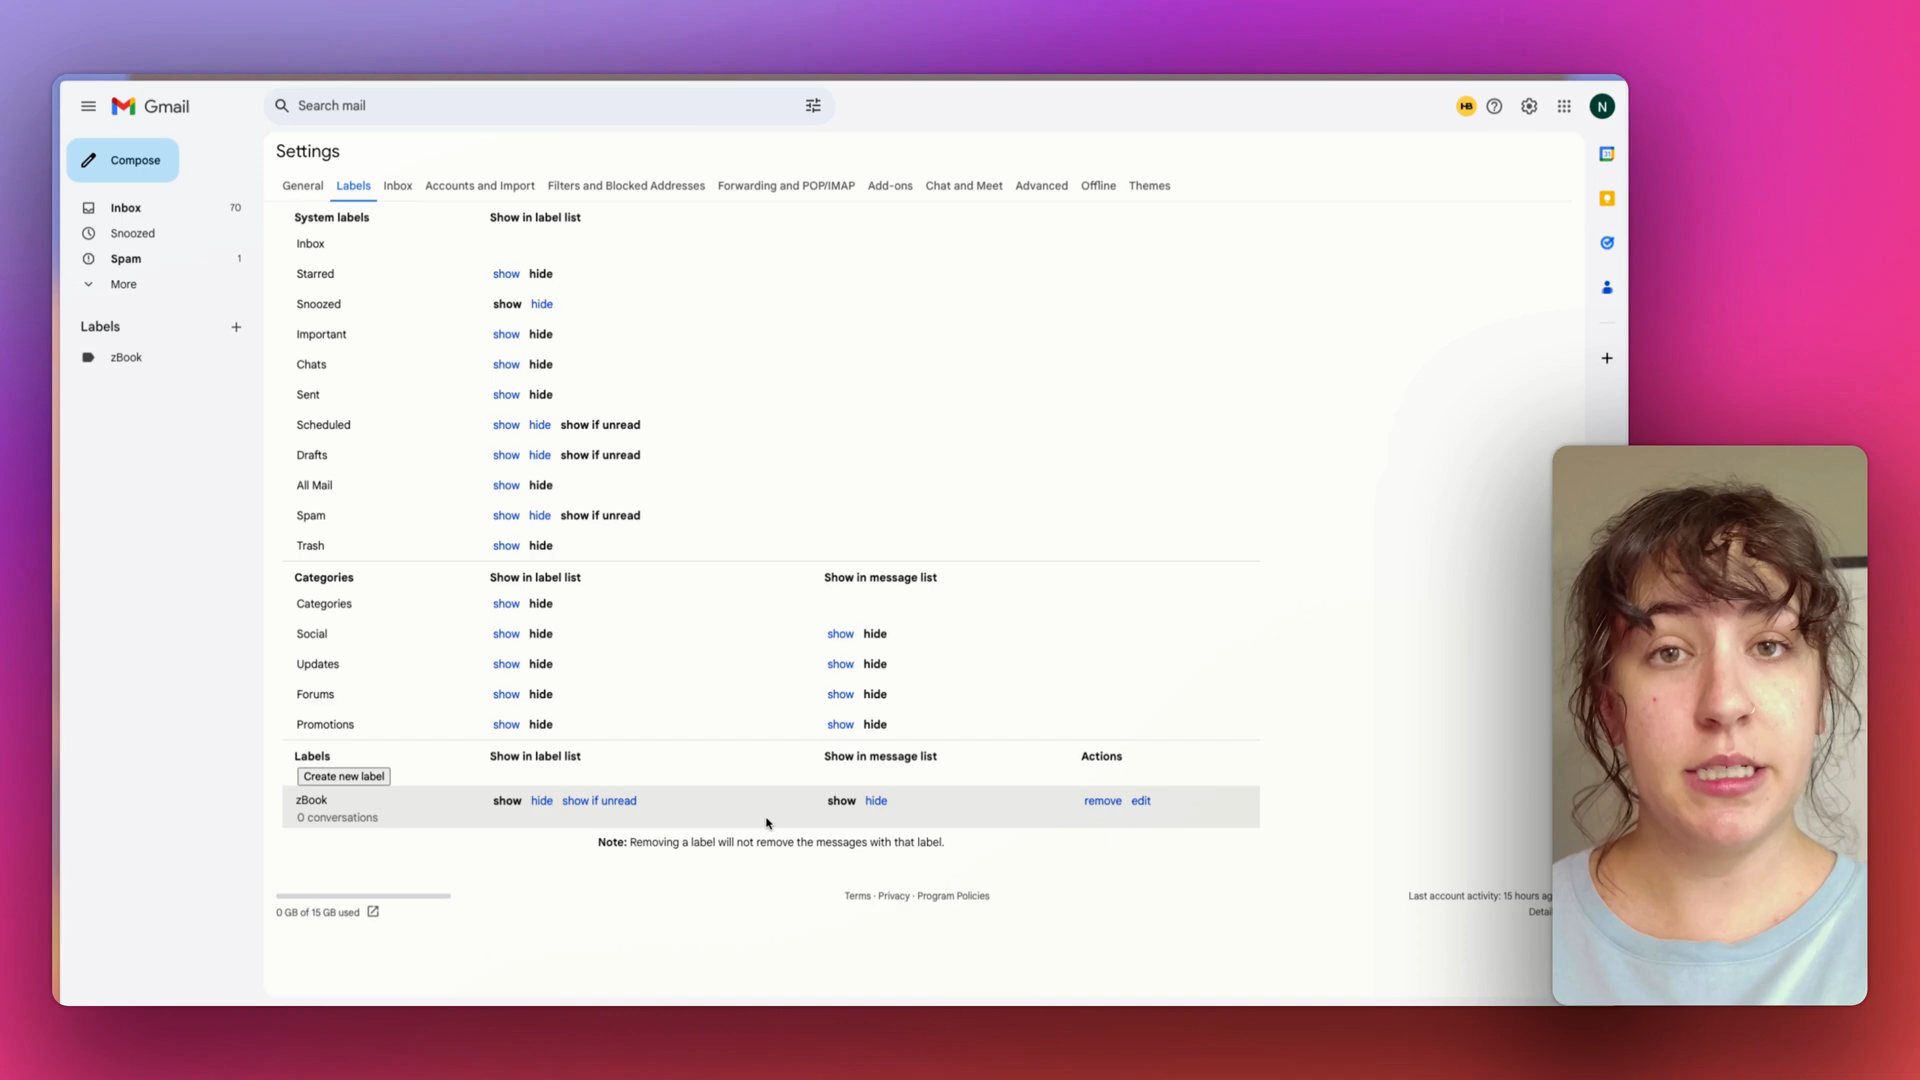 Gmail
Search mail
HB
N
Compose
Inbox 70
Snoozed
Spam 1
More
Labels
zBook
Settings
General Labels Inbox Accounts and Import Filters and Blocked Addresses Forwarding and POP/IMAP Add-ons Chat and Meet Advanced Offline Themes
System labels Show in label list
Inbox
Starred show hide
Snoozed show hide
Important show hide
Chats show hide
Sent show hide
Scheduled show hide show if unread
Drafts show hide show if unread
All Mail show hide
Spam show hide show if unread
Trash show hide
Categories Show in label list Show in message list
Categories show hide
Social show hide show hide
Updates show hide show hide
Forums show hide show hide
Promotions show hide show hide
Labels Show in label list Show in message list Actions
Create new label
zBook show hide show if unread show hide remove edit
0 conversations
Note: Removing a label will not remove the messages with that label.
0 GB of 15 GB used
Terms · Privacy · Program Policies
Last account activity: 15 hours ag
Detai
31